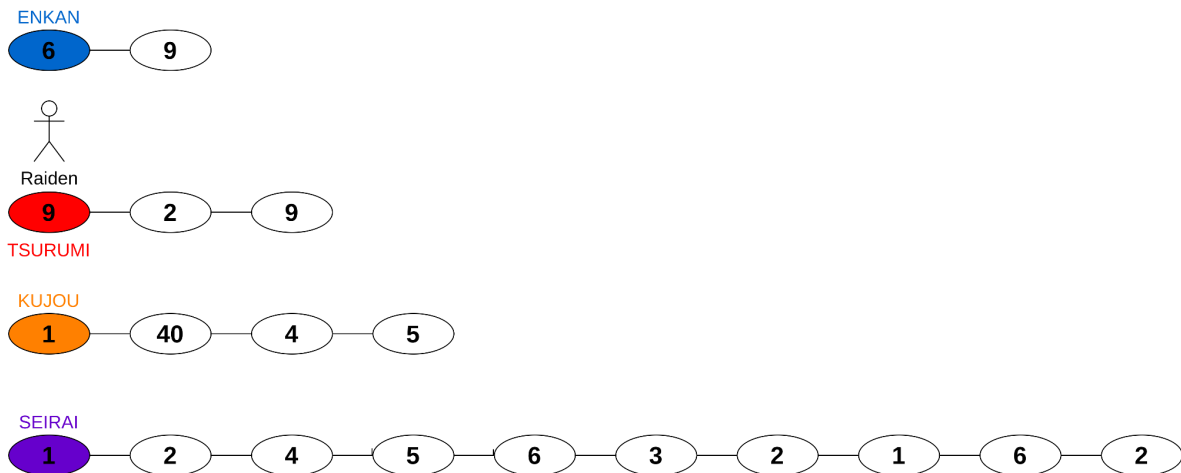 ENKAN
6 9
Raiden
9 2 9
TSURUMI
KUJOU
1 40 4 5
SEIRAI
1 2 4 5 6 3 2 1 6 2